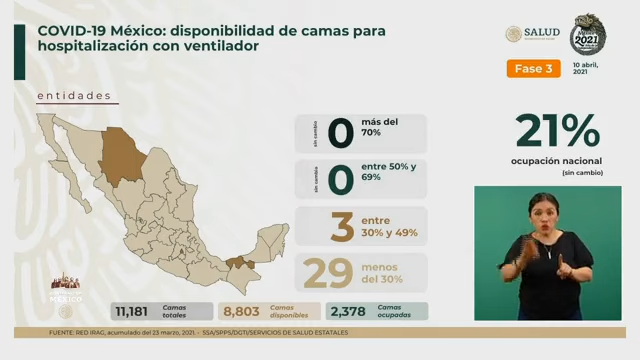 COVID-19 México: disponibilidad de camas para
hospitalización con ventilador
SALUD
2021
Fase 3
10 abril,
2021
entidades
sin cambio
0
más del
70%
sin cambio
0
entre 50% y
69%
3
entre
30% y 49%
29
menos
del 30%
21%
ocupación nacional
(sin cambio)
MÉXICO
11,181
Camas
totales
8,803
Camas
disponibles
2,378
Camas
ocupadas
FUENTE: RED IRAG, acumulado del 23 marzo, 2021. - SSA/SPPS/DGTI/SERVICIOS DE SALUD ESTATALES